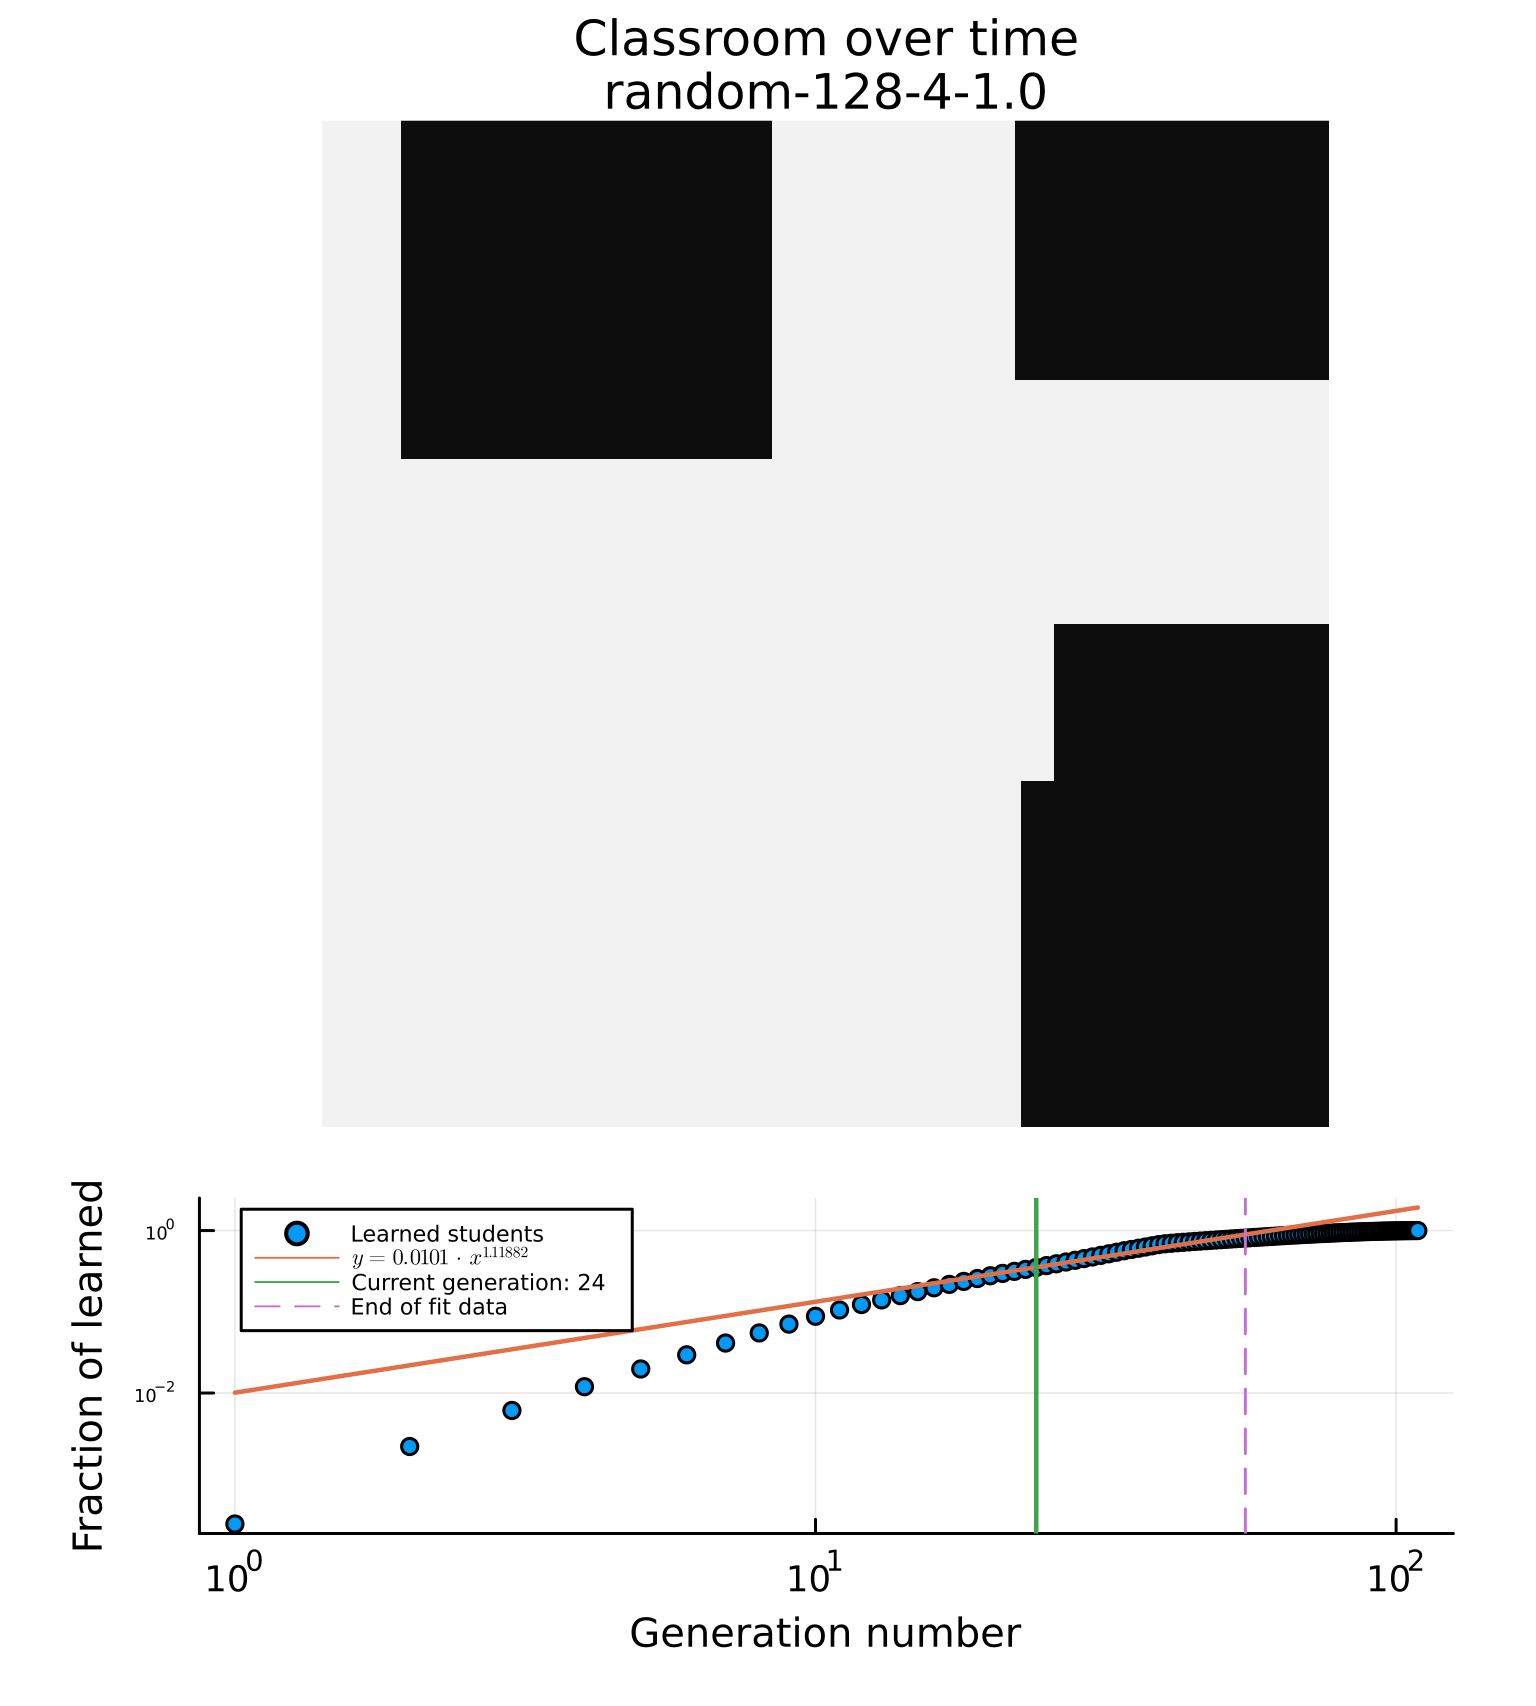 Classroom over time
random-128-4-1.0
Fraction of learned
10^0
10^−2
Learned students
y = 0.0101 · x^1.11882
Current generation: 24
End of fit data
10^0 10^1 10^2
Generation number